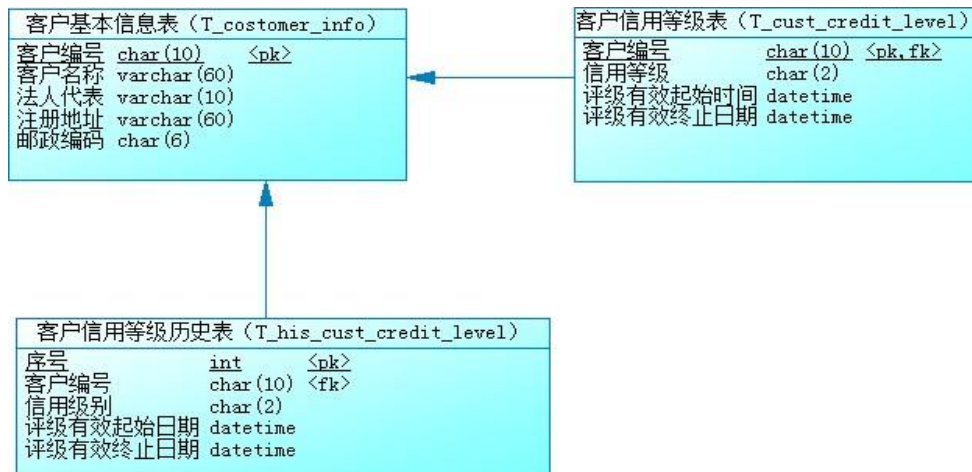 客户基本信息表（T_costomer_info）
客户编号 char(10) <pk>
客户名称 varchar(60)
法人代表 varchar(10)
注册地址 varchar(60)
邮政编码 char(6)
客户信用等级表（T_cust_credit_level）
客户编号 char(10) <pk,fk>
信用等级 char(2)
评级有效起始时间 datetime
评级有效终止日期 datetime
客户信用等级历史表（T_his_cust_credit_level）
序号 int <pk>
客户编号 char(10) <fk>
信用级别 char(2)
评级有效起始日期 datetime
评级有效终止日期 datetime